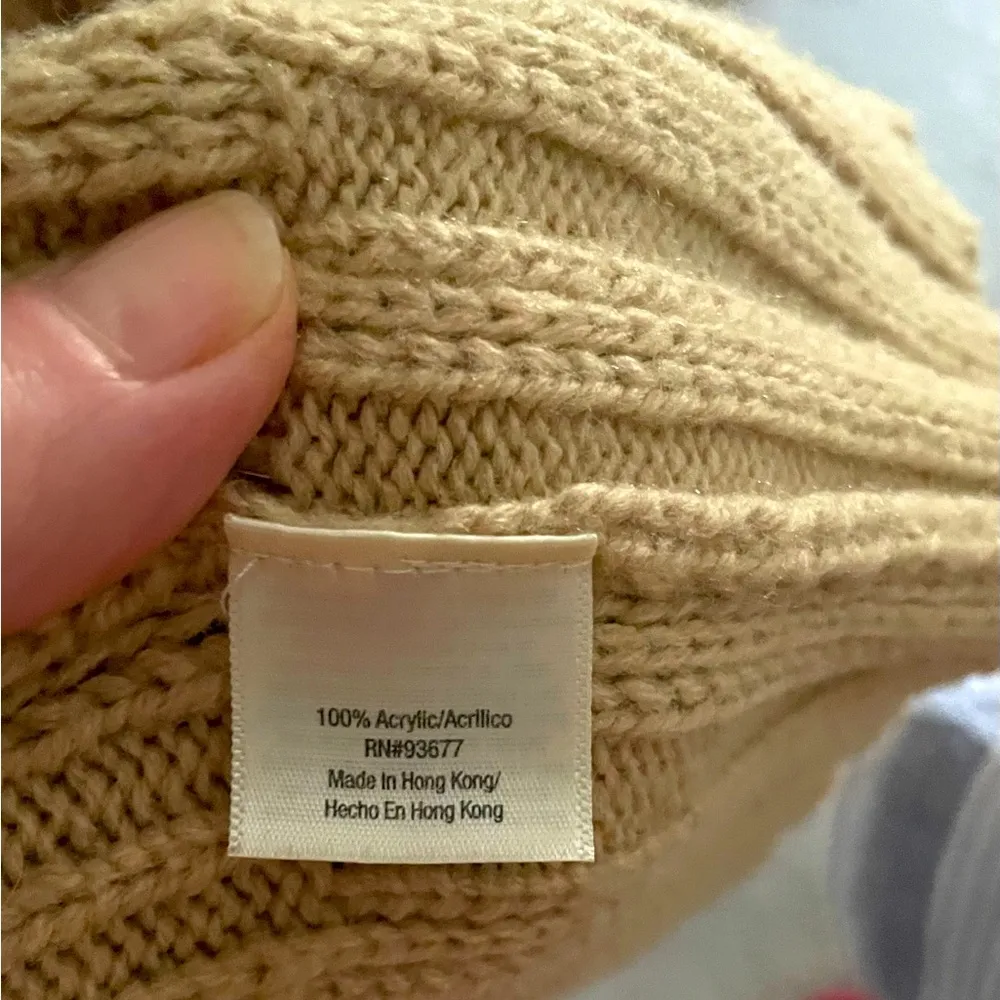 100% Acrylic/Acrilico
RN#93677
Made In Hong Kong/
Hecho En Hong Kong